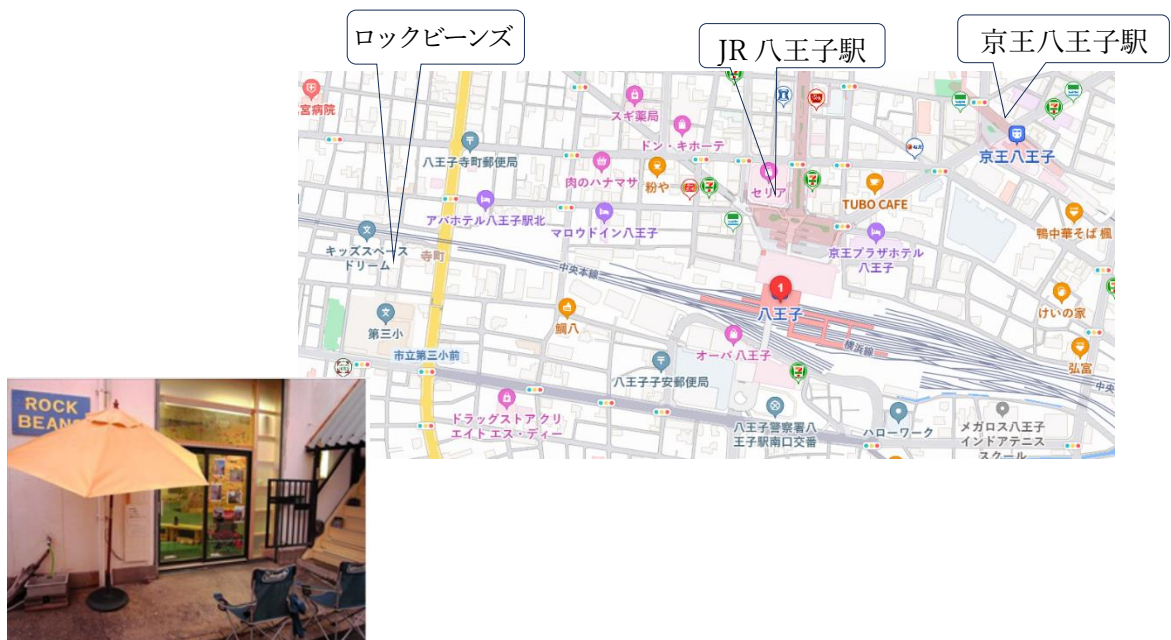 ロックビーンズ
JR 八王子駅
京王八王子駅
スギ薬局
ドン・キホーテ
八王子寺町郵便局
肉のハナマサ
粉や
セリア
TUBO CAFE
京王八王子
アパホテル八王子駅北
マロウドイン八王子
キッズスペース
ドリーム
寺町
中央本線
京王プラザホテル
八王子
鴨中華そば 楓
1
八王子
第三小
鯛八
オーパ 八王子
横浜線
けいの家
市立第三小前
八王子子安郵便局
弘富
ドラッグストア クリ
エイト エス・ディー
八王子警察署八
王子駅南口交番
ハローワーク
メガロス八王子
インドアテニス
スクール
ROCK